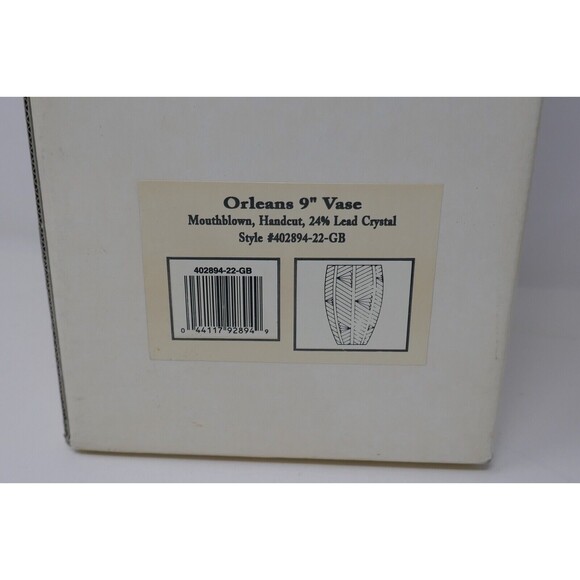 Orleans 9" Vase
Mouthblown, Handcut, 24% Lead Crystal
Style #402894-22-GB
402894-22-GB
0 44117 92894 9